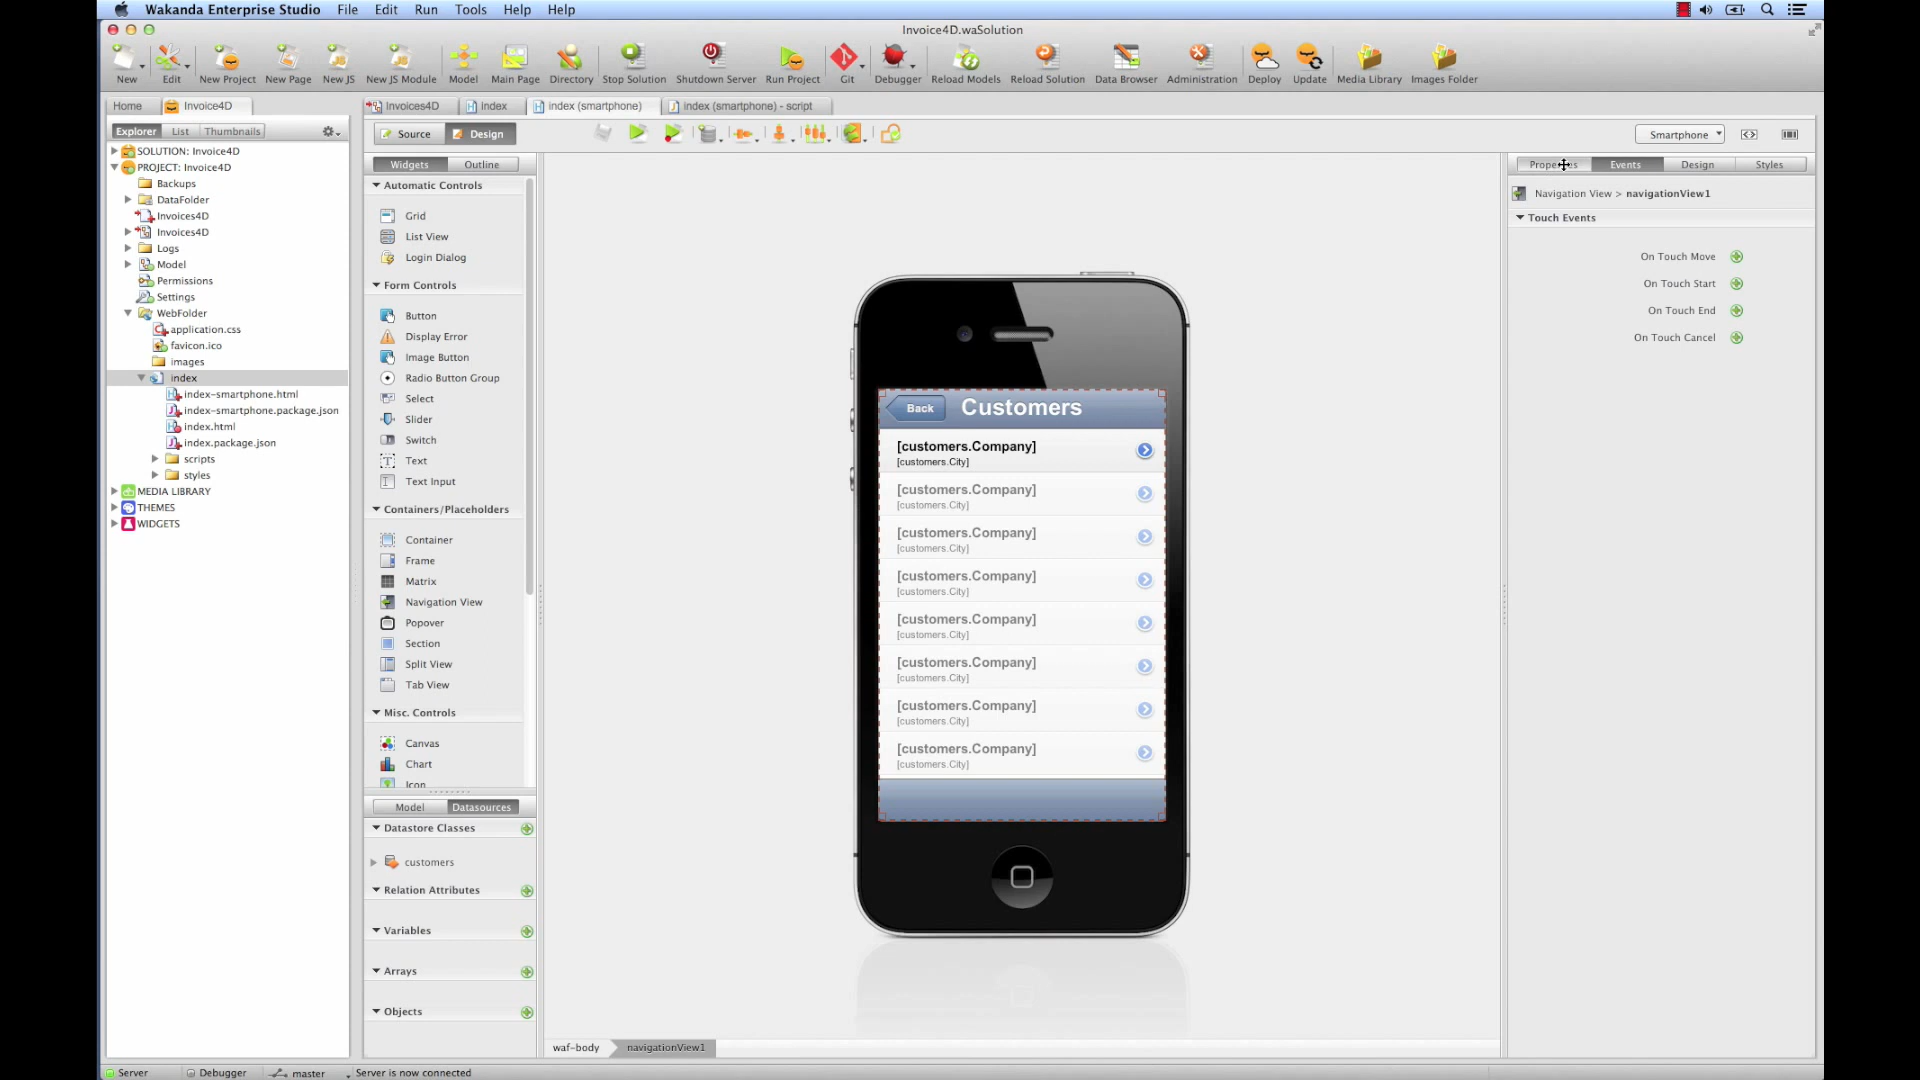 Wakanda Enterprise Studio File Edit Run Tools Help Help
Invoice4D.waSolution
New Edit New Project New Page New JS New JS Module Model Main Page Directory Stop Solution Shutdown Server Run Project Git Debugger Reload Models Reload Solution Data Browser Administration Deploy Update Media Library Images Folder
Home Invoice4D Invoices4D index index (smartphone) index (smartphone) - script
Explorer List Thumbnails
Source Design
Smartphone
SOLUTION: Invoice4D
PROJECT: Invoice4D
Backups
DataFolder
Invoices4D
Invoices4D
Logs
Model
Permissions
Settings
WebFolder
application.css
favicon.ico
images
index
index-smartphone.html
index-smartphone.package.json
index.html
index.package.json
scripts
styles
MEDIA LIBRARY
THEMES
WIDGETS
Widgets Outline
Automatic Controls
Grid
List View
Login Dialog
Form Controls
Button
Display Error
Image Button
Radio Button Group
Select
Slider
Switch
Text
Text Input
Containers/Placeholders
Container
Frame
Matrix
Navigation View
Popover
Section
Split View
Tab View
Misc. Controls
Canvas
Chart
Icon
Model Datasources
Datastore Classes
customers
Relation Attributes
Variables
Arrays
Objects
Back Customers
[customers.Company]
[customers.City]
[customers.Company]
[customers.City]
[customers.Company]
[customers.City]
[customers.Company]
[customers.City]
[customers.Company]
[customers.City]
[customers.Company]
[customers.City]
[customers.Company]
[customers.City]
[customers.Company]
[customers.City]
waf-body navigationView1
Properties Events Design Styles
Navigation View > navigationView1
Touch Events
On Touch Move
On Touch Start
On Touch End
On Touch Cancel
Server Debugger master Server is now connected